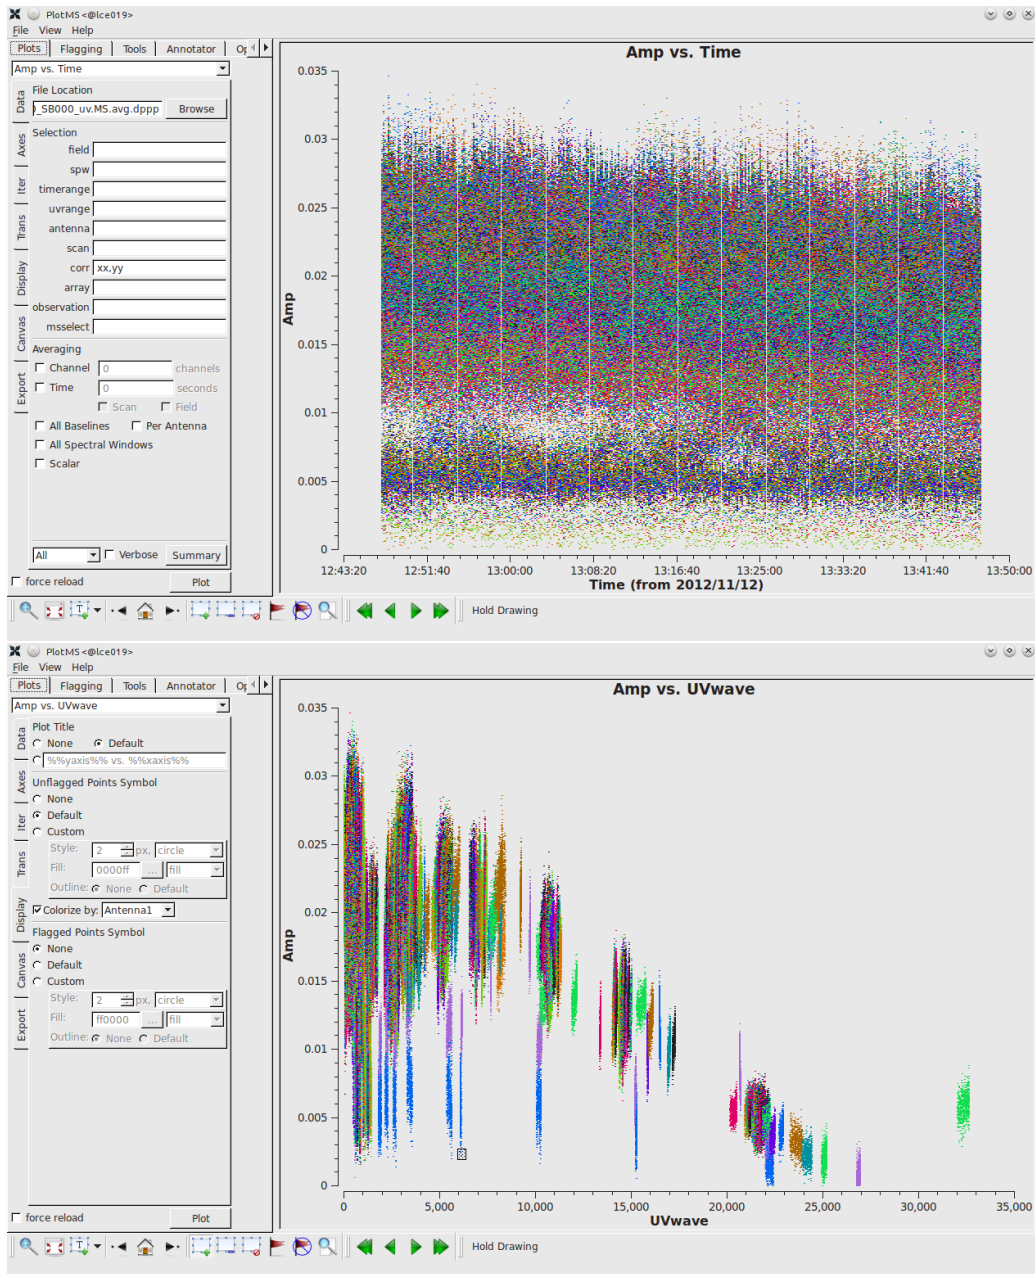 PlotMS <@lce019>
File View Help
Plots Flagging Tools Annotator
Amp vs. Time
Data
Axes
Iter
Trans
Display
Canvas
Export
File Location
_SB000_uv.MS.avg.dppp Browse
Selection
field
spw
timerange
uvrange
antenna
scan
corr xx,yy
array
observation
msselect
Averaging
Channel 0 channels
Time 0 seconds
Scan Field
All Baselines Per Antenna
All Spectral Windows
Scalar
All Verbose Summary
force reload Plot
Amp vs. Time
0.035
0.03
0.025
0.02
0.015
0.01
0.005
0
Amp
12:43:20 12:51:40 13:00:00 13:08:20 13:16:40 13:25:00 13:33:20 13:41:40 13:50:00
Time (from 2012/11/12)
T Hold Drawing
PlotMS <@lce019>
File View Help
Plots Flagging Tools Annotator
Amp vs. UVwave
Data
Axes
Iter
Trans
Display
Canvas
Export
Plot Title
None Default
%%yaxis%% vs. %%xaxis%%
Unflagged Points Symbol
None
Default
Custom
Style: 2 px, circle
Fill: 0000ff ... fill
Outline: None Default
Colorize by: Antenna1
Flagged Points Symbol
None
Default
Custom
Style: 2 px, circle
Fill: ff0000 ... fill
Outline: None Default
force reload Plot
Amp vs. UVwave
0.035
0.03
0.025
0.02
0.015
0.01
0.005
0
Amp
0 5,000 10,000 15,000 20,000 25,000 30,000 35,000
UVwave
T Hold Drawing